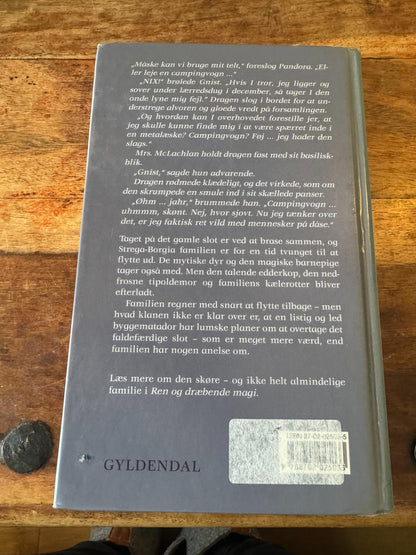 „Måske kan vi bruge mit telt," foreslog Pandora. „El-
ler leje en campingvogn ..."
„NIX!" brølede Gnist. „Hvis I tror, jeg ligger og
sover under lærredsdug i december, så tager I den
onde lyne mig fejl." Dragen slog i bordet for at un-
derstrege alvoren og gloede vredt på forsamlingen.
„Og hvordan kan I overhovedet forestille jer, at
jeg skulle kunne finde mig i at være spærret inde i
en metalæske? Campingvogn? Føj ... jeg hader den
slags."
Mrs. McLachlan holdt dragen fast med sit basilisk-
blik.
„Gnist," sagde hun advarende.
Dragen rødmede klædeligt, og det virkede, som om
den skrumpede en smule ind i sit skællede panser.
„Øhm ... jahr," brummede han. „Campingvogn ...
uhmmm, skønt. Nej, hvor sjovt. Nu jeg tænker over
det, er jeg faktisk ret vild med mennesker på dåse."
Taget på det gamle slot er ved at brase sammen, og
Strega-Borgia familien er for en tid tvunget til at
flytte ud. De mytiske dyr og den magiske barnepige
tager også med. Men den talende edderkop, den ned-
frosne tipoldemor og familiens kælerotter bliver
efterladt.
Familien regner med snart at flytte tilbage – men
hvad klanen ikke er klar over er, at en listig og led
byggematador har lumske planer om at overtage det
faldefærdige slot – som er meget mere værd, end
familien har nogen anelse om.
Læs mere om den skøre – og ikke helt almindelige
familie i Ren og dræbende magi.
GYLDENDAL
ISBN 87-02-02503-5
9 788702 025033